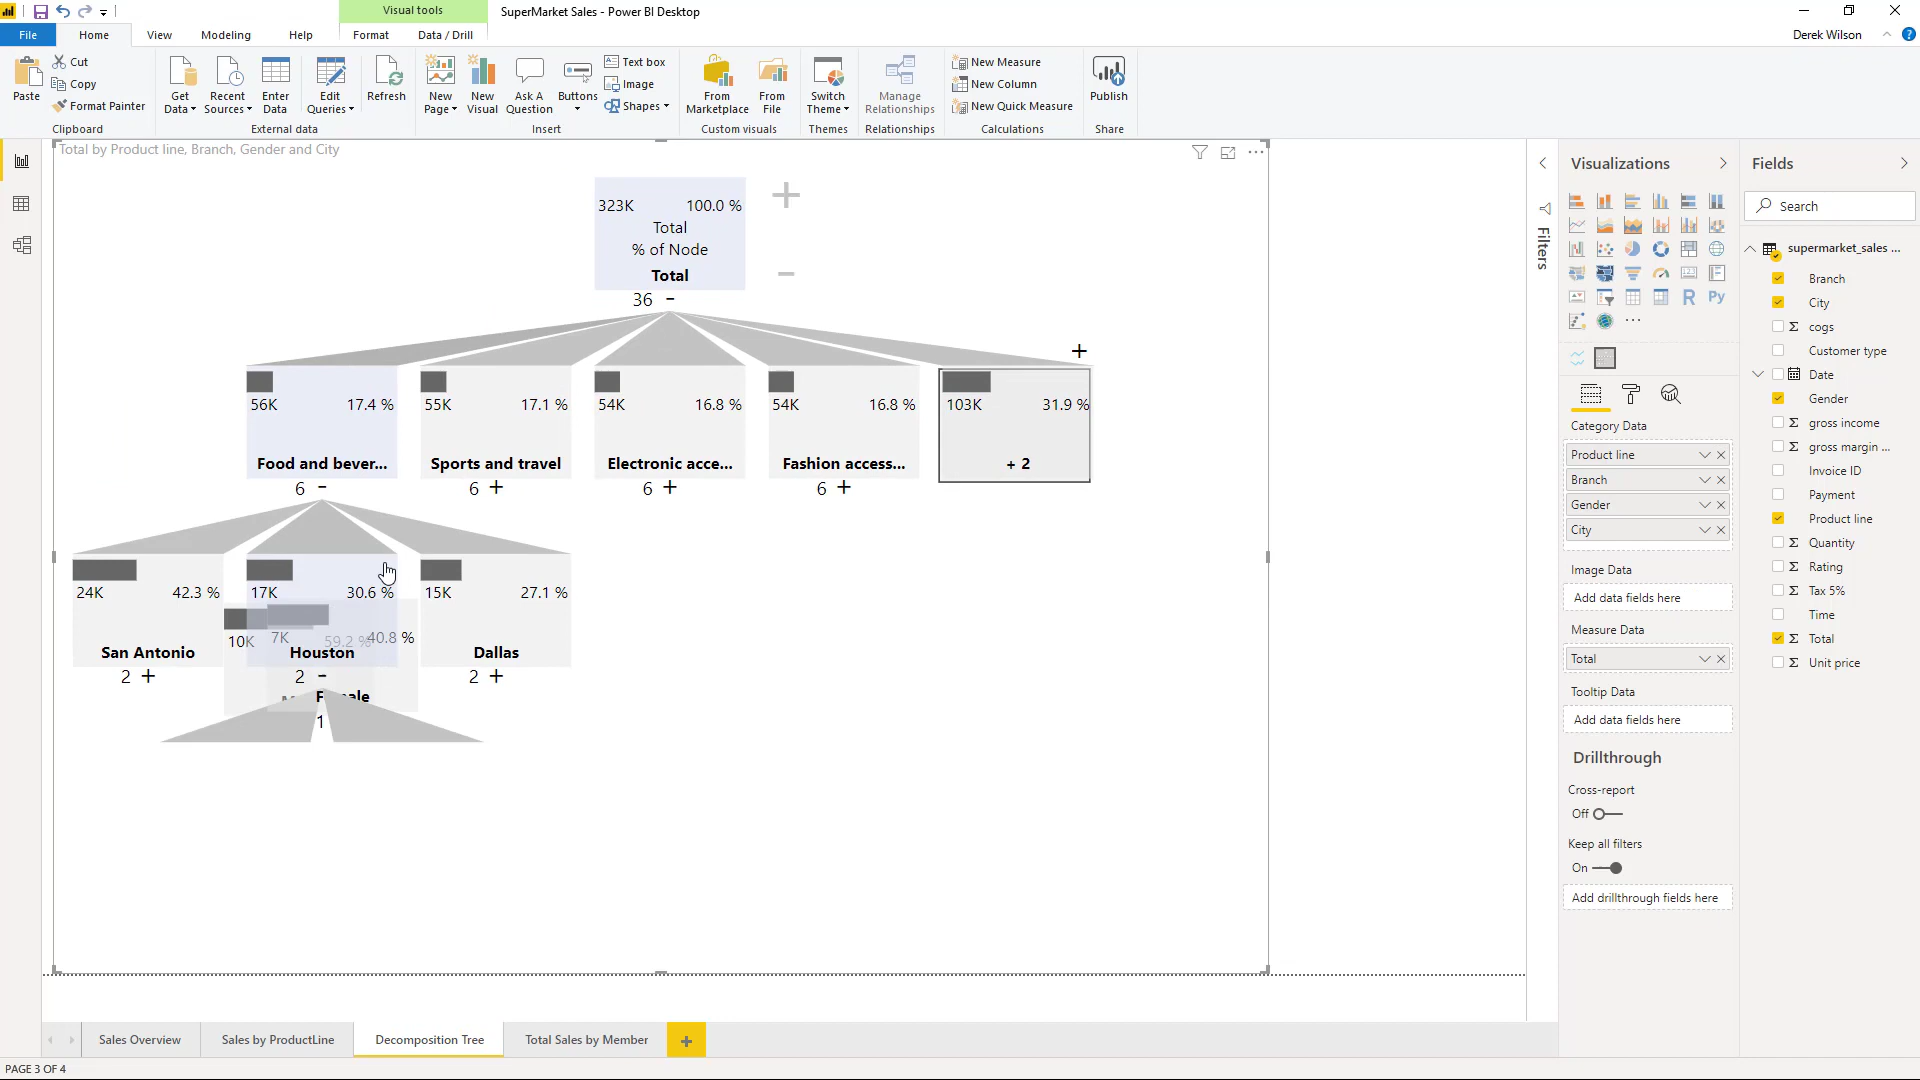 Visual tools
SuperMarket Sales - Power BI Desktop
File
Home
View
Modeling
Help
Format
Data / Drill
Derek Wilson
Paste
Cut
Copy
Format Painter
Clipboard
Get Data
Recent Sources
Enter Data
Edit Queries
Refresh
External data
New Page
New Visual
Ask A Question
Buttons
Text box
Image
Shapes
Insert
From Marketplace
From File
Custom visuals
Switch Theme
Themes
Manage Relationships
Relationships
New Measure
New Column
New Quick Measure
Calculations
Publish
Share
Total by Product line, Branch, Gender and City
323K 100.0 %
Total
% of Node
Total
36 -
+
56K 17.4 %
Food and bever...
6 -
55K 17.1 %
Sports and travel
6 +
54K 16.8 %
Electronic acce...
6 +
54K 16.8 %
Fashion access...
6 +
103K 31.9 %
+ 2
24K 42.3 %
San Antonio
2 +
17K 30.6 %
Houston
2 -
15K 27.1 %
Dallas
2 +
10K 59.2 %
7K 40.8 %
1
Filters
Visualizations
R
Py
Category Data
Product line
Branch
Gender
City
Image Data
Add data fields here
Measure Data
Total
Tooltip Data
Add data fields here
Drillthrough
Cross-report
Off
Keep all filters
On
Add drillthrough fields here
Fields
Search
supermarket_sales ...
Branch
City
Σ cogs
Customer type
Date
Gender
Σ gross income
Σ gross margin ...
Invoice ID
Payment
Product line
Σ Quantity
Σ Rating
Σ Tax 5%
Time
Σ Total
Σ Unit price
Sales Overview
Sales by ProductLine
Decomposition Tree
Total Sales by Member
+
PAGE 3 OF 4